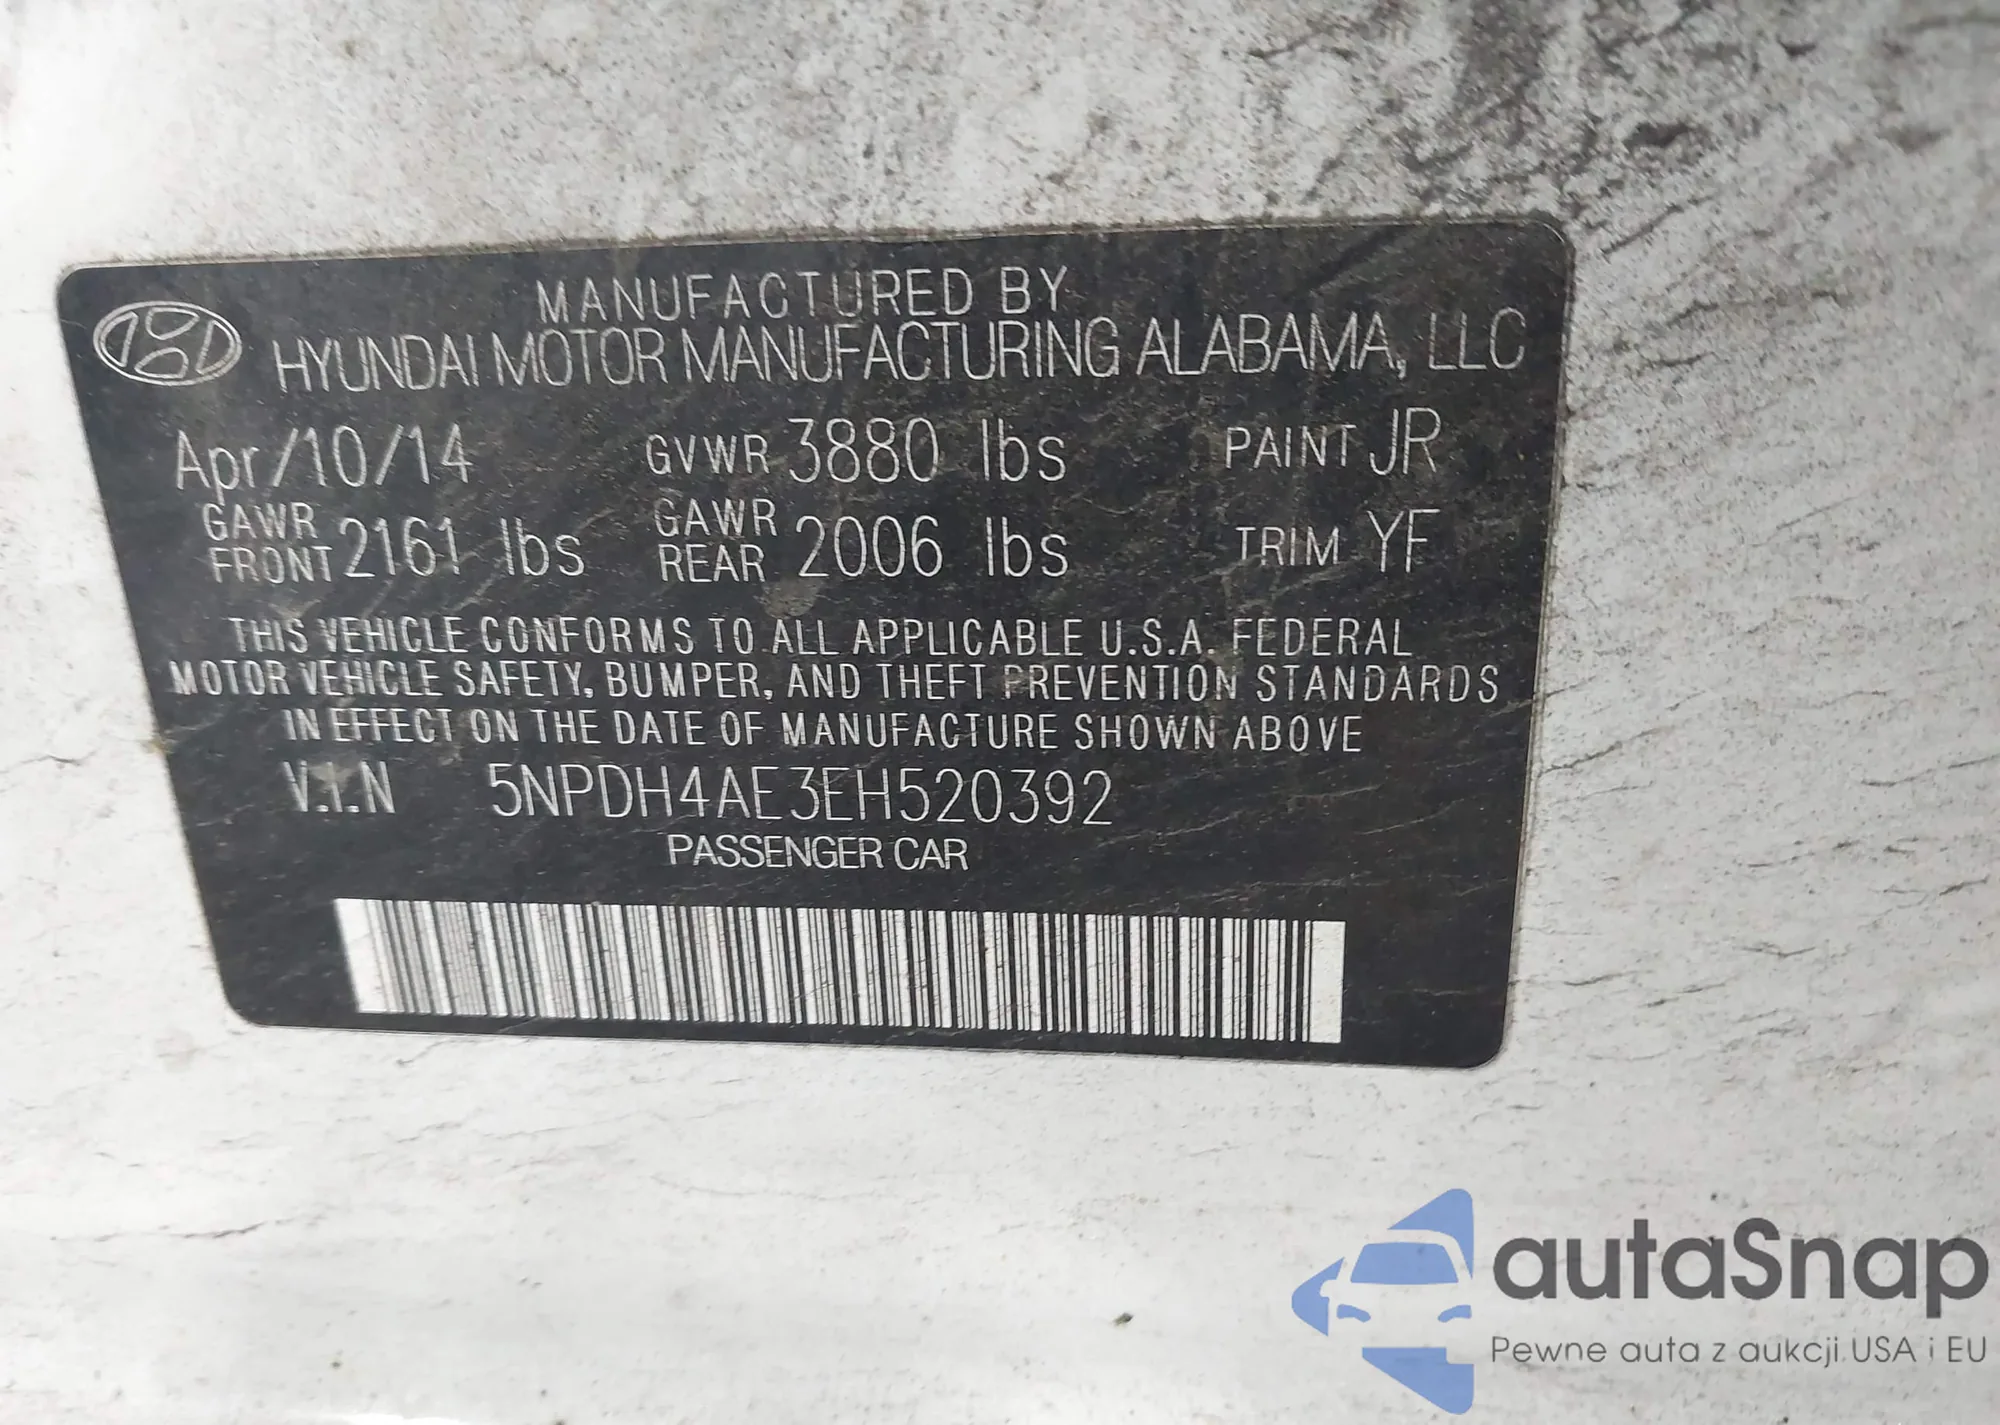 MANUFACTURED BY
HYUNDAI MOTOR MANUFACTURING ALABAMA, LLC
Apr/10/14 GVWR 3880 lbs PAINT JR
GAWR FRONT 2161 lbs GAWR REAR 2006 lbs TRIM YF
THIS VEHICLE CONFORMS TO ALL APPLICABLE U.S.A. FEDERAL
MOTOR VEHICLE SAFETY, BUMPER, AND THEFT PREVENTION STANDARDS
IN EFFECT ON THE DATE OF MANUFACTURE SHOWN ABOVE
V.I.N 5NPDH4AE3EH520392
PASSENGER CAR
autaSnap
Pewne auta z aukcji USA i EU